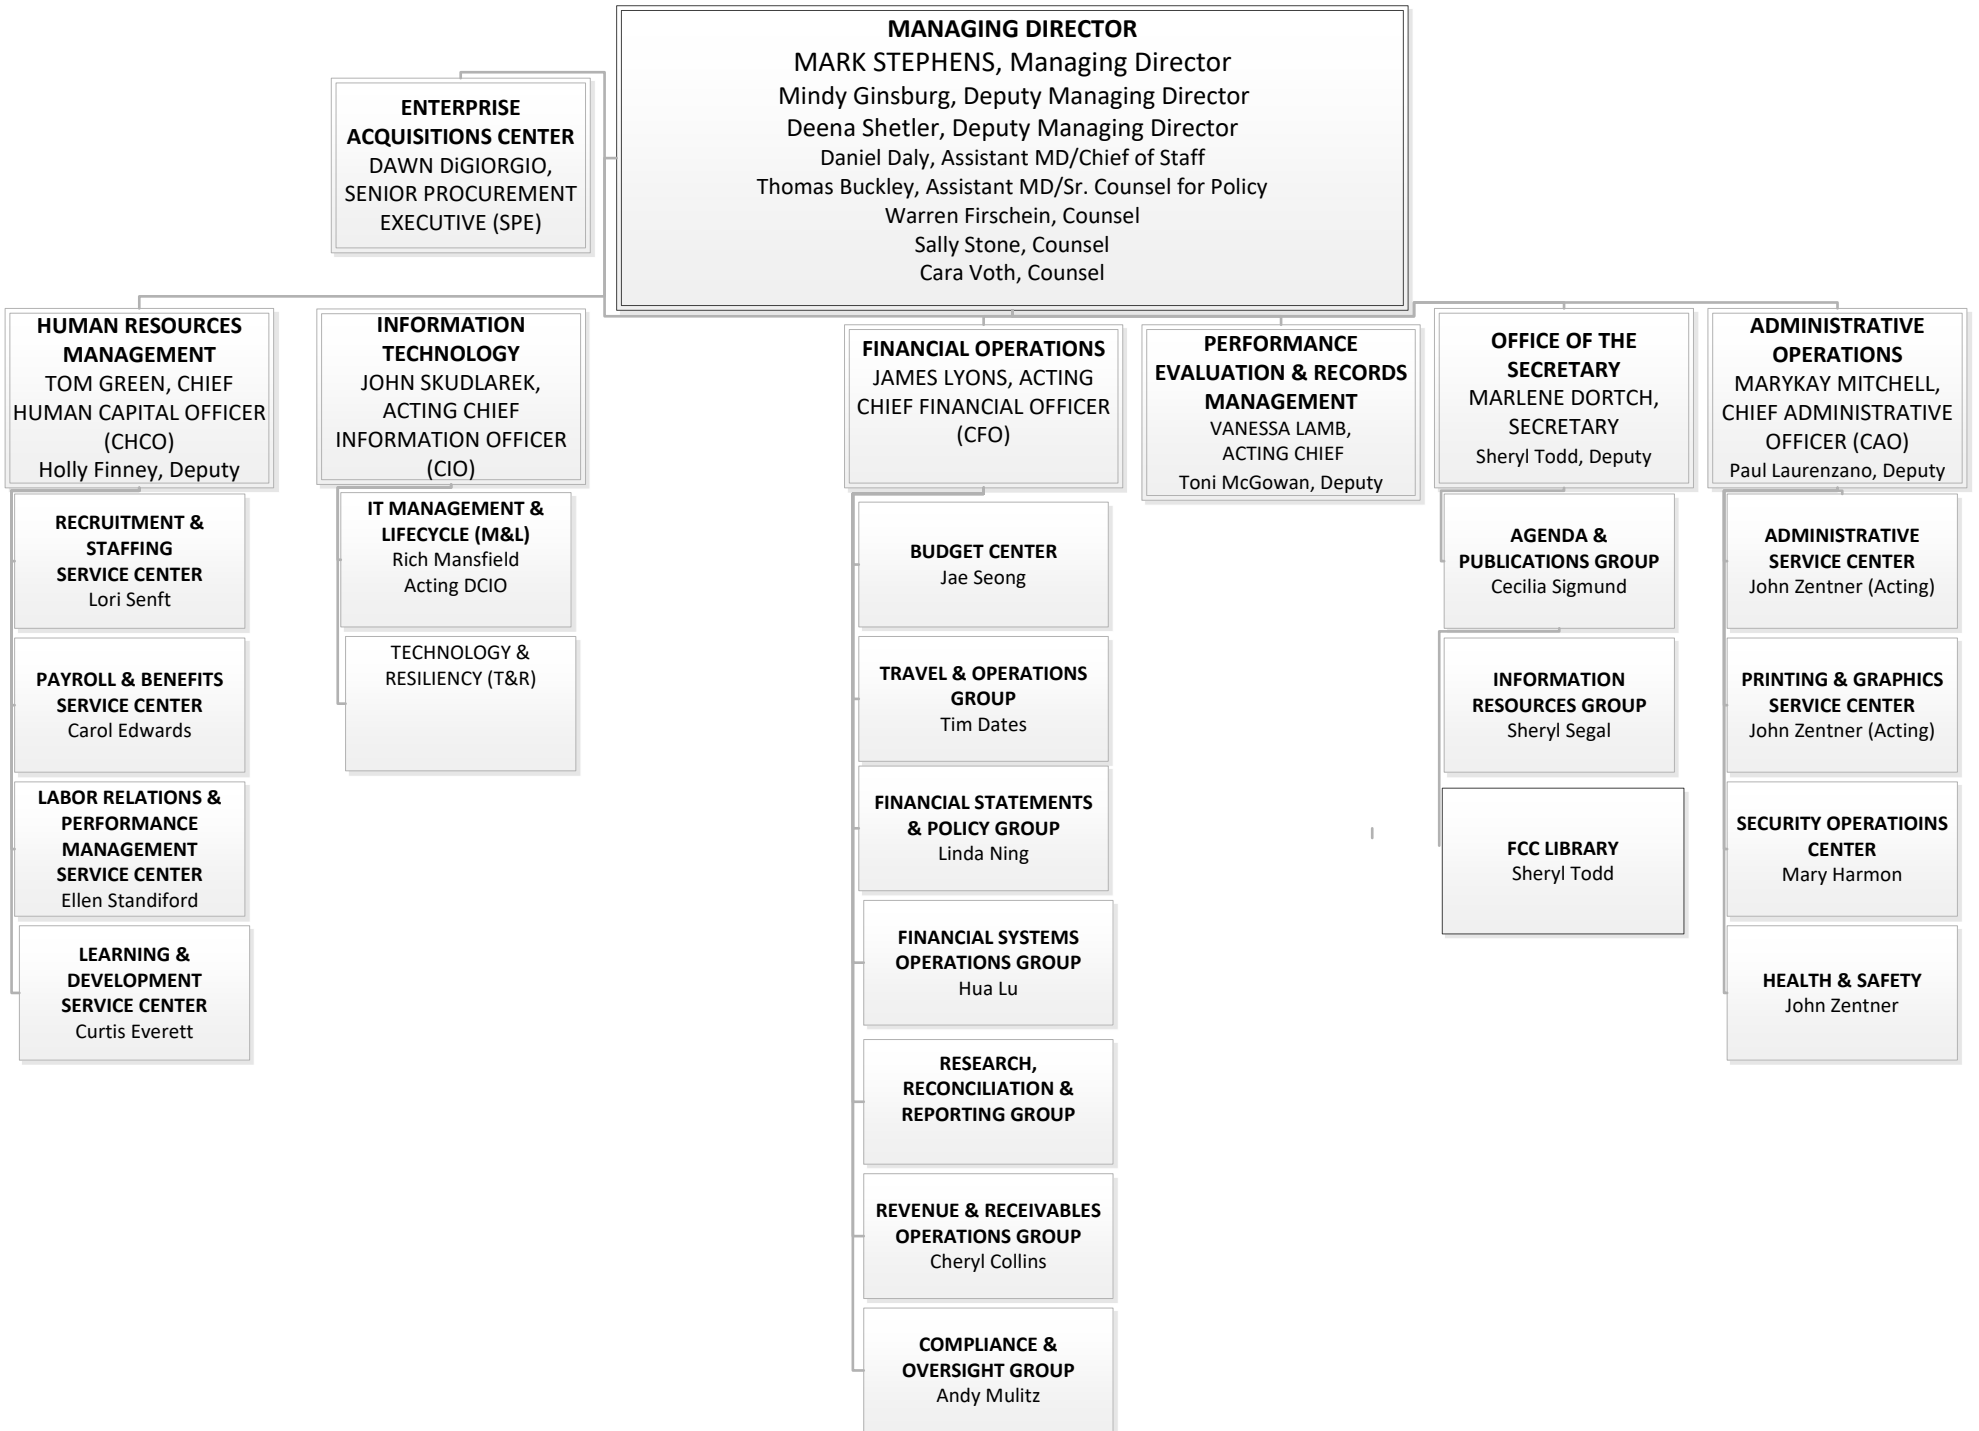 MANAGING DIRECTOR
MARK STEPHENS, Managing Director
Mindy Ginsburg, Deputy Managing Director
Deena Shetler, Deputy Managing Director
Daniel Daly, Assistant MD/Chief of Staff
Thomas Buckley, Assistant MD/Sr. Counsel for Policy
Warren Firschein, Counsel
Sally Stone, Counsel
Cara Voth, Counsel
ENTERPRISE
ACQUISITIONS CENTER
DAWN DiGIORGIO,
SENIOR PROCUREMENT
EXECUTIVE (SPE)
HUMAN RESOURCES
MANAGEMENT
TOM GREEN, CHIEF
HUMAN CAPITAL OFFICER
(CHCO)
Holly Finney, Deputy
RECRUITMENT &
STAFFING
SERVICE CENTER
Lori Senft
PAYROLL & BENEFITS
SERVICE CENTER
Carol Edwards
LABOR RELATIONS &
PERFORMANCE
MANAGEMENT
SERVICE CENTER
Ellen Standiford
LEARNING &
DEVELOPMENT
SERVICE CENTER
Curtis Everett
INFORMATION
TECHNOLOGY
JOHN SKUDLAREK,
ACTING CHIEF
INFORMATION OFFICER
(CIO)
IT MANAGEMENT &
LIFECYCLE (M&L)
Rich Mansfield
Acting DCIO
TECHNOLOGY &
RESILIENCY (T&R)
FINANCIAL OPERATIONS
JAMES LYONS, ACTING
CHIEF FINANCIAL OFFICER
(CFO)
BUDGET CENTER
Jae Seong
TRAVEL & OPERATIONS
GROUP
Tim Dates
FINANCIAL STATEMENTS
& POLICY GROUP
Linda Ning
FINANCIAL SYSTEMS
OPERATIONS GROUP
Hua Lu
RESEARCH,
RECONCILIATION &
REPORTING GROUP
REVENUE & RECEIVABLES
OPERATIONS GROUP
Cheryl Collins
COMPLIANCE &
OVERSIGHT GROUP
Andy Mulitz
PERFORMANCE
EVALUATION & RECORDS
MANAGEMENT
VANESSA LAMB,
ACTING CHIEF
Toni McGowan, Deputy
OFFICE OF THE
SECRETARY
MARLENE DORTCH,
SECRETARY
Sheryl Todd, Deputy
AGENDA &
PUBLICATIONS GROUP
Cecilia Sigmund
INFORMATION
RESOURCES GROUP
Sheryl Segal
FCC LIBRARY
Sheryl Todd
ADMINISTRATIVE
OPERATIONS
MARYKAY MITCHELL,
CHIEF ADMINISTRATIVE
OFFICER (CAO)
Paul Laurenzano, Deputy
ADMINISTRATIVE
SERVICE CENTER
John Zentner (Acting)
PRINTING & GRAPHICS
SERVICE CENTER
John Zentner (Acting)
SECURITY OPERATIOINS
CENTER
Mary Harmon
HEALTH & SAFETY
John Zentner